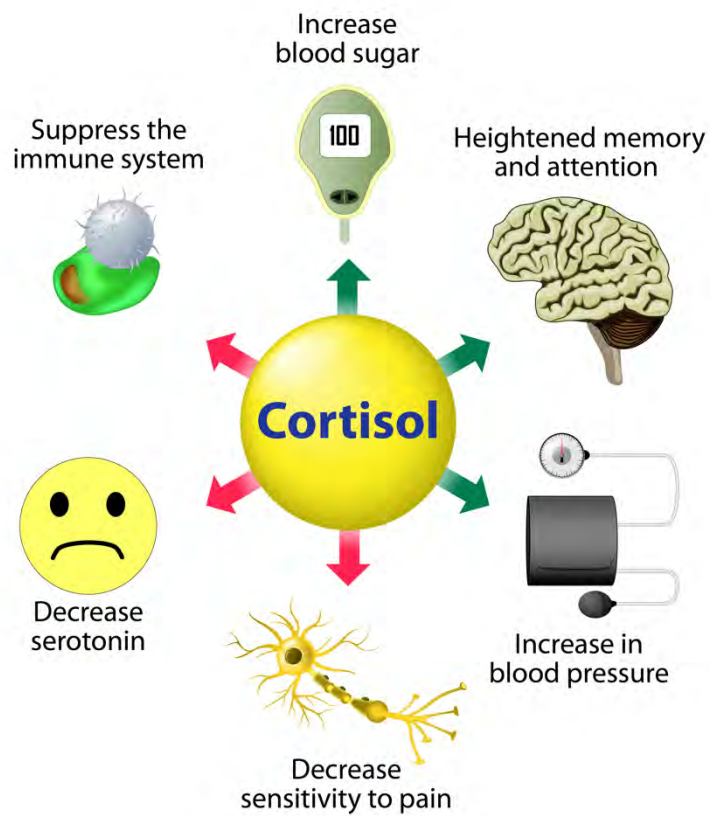 Increase
blood sugar
Suppress the
immune system
100
Heightened memory
and attention
Cortisol
Decrease
serotonin
Increase in
blood pressure
Decrease
sensitivity to pain